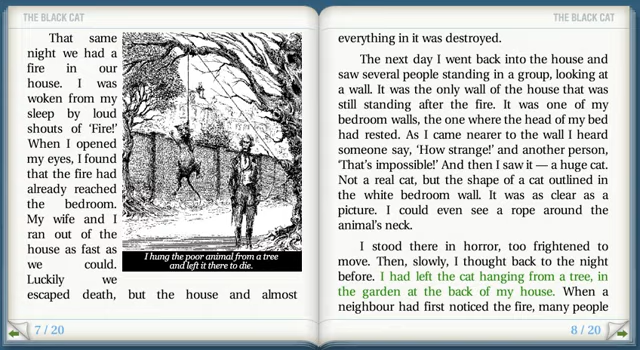 THE BLACK CAT
That same
night we had a
fire in our
house. I was
woken from my
sleep by loud
shouts of 'Fire!'
When I opened
my eyes, I found
that the fire had
already reached
the bedroom.
My wife and I
ran out of the
house as fast as
we could.
Luckily we
escaped death, but the house and almost
I hung the poor animal from a tree
and left it there to die.
7 / 20
THE BLACK CAT
everything in it was destroyed.
The next day I went back into the house and
saw several people standing in a group, looking at
a wall. It was the only wall of the house that was
still standing after the fire. It was one of my
bedroom walls, the one where the head of my bed
had rested. As I came nearer to the wall I heard
someone say, 'How strange!' and another person,
'That's impossible!' And then I saw it — a huge cat.
Not a real cat, but the shape of a cat outlined in
the white bedroom wall. It was as clear as a
picture. I could even see a rope around the
animal's neck.
I stood there in horror, too frightened to
move. Then, slowly, I thought back to the night
before. I had left the cat hanging from a tree, in
the garden at the back of my house. When a
neighbour had first noticed the fire, many people
8 / 20